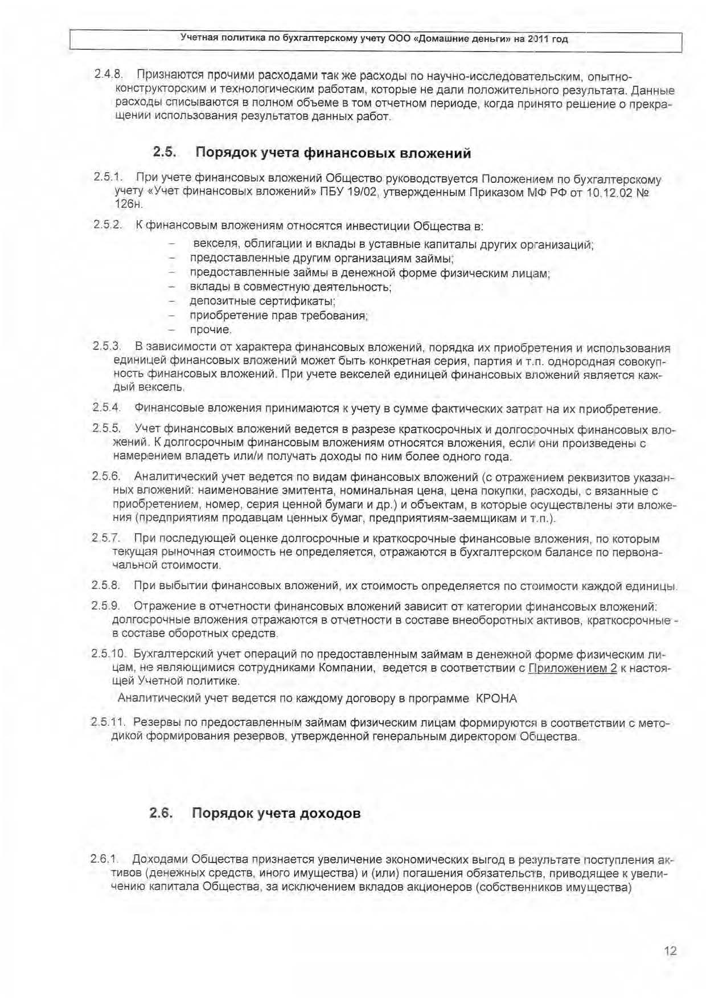 Учетная политика по бухгалтерскому учету ООО «Домашние деньги» на 2011 год
2.4.8. Признаются прочими расходами так же расходы по научно-исследовательским, опытно-
конструкторским и технологическим работам, которые не дали положительного результата. Данные
расходы списываются в полном объеме в том отчетном периоде, когда принято решение о прекра-
щении использования результатов данных работ.
2.5. Порядок учета финансовых вложений
2.5.1. При учете финансовых вложений Общество руководствуется Положением по бухгалтерскому
учету «Учет финансовых вложений» ПБУ 19/02, утвержденным Приказом МФ РФ от 10.12.02 №
126н.
2.5.2. К финансовым вложениям относятся инвестиции Общества в:
– векселя, облигации и вклады в уставные капиталы других организаций;
– предоставленные другим организациям займы;
– предоставленные займы в денежной форме физическим лицам;
– вклады в совместную деятельность;
– депозитные сертификаты;
– приобретение прав требования;
– прочие.
2.5.3. В зависимости от характера финансовых вложений, порядка их приобретения и использования
единицей финансовых вложений может быть конкретная серия, партия и т.п. однородная совокуп-
ность финансовых вложений. При учете векселей единицей финансовых вложений является каж-
дый вексель.
2.5.4. Финансовые вложения принимаются к учету в сумме фактических затрат на их приобретение.
2.5.5. Учет финансовых вложений ведется в разрезе краткосрочных и долгосрочных финансовых вло-
жений. К долгосрочным финансовым вложениям относятся вложения, если они произведены с
намерением владеть или/и получать доходы по ним более одного года.
2.5.6. Аналитический учет ведется по видам финансовых вложений (с отражением реквизитов указан-
ных вложений: наименование эмитента, номинальная цена, цена покупки, расходы, с вязанные с
приобретением, номер, серия ценной бумаги и др.) и объектам, в которые осуществлены эти вложе-
ния (предприятиям продавцам ценных бумаг, предприятиям-заемщикам и т.п.).
2.5.7. При последующей оценке долгосрочные и краткосрочные финансовые вложения, по которым
текущая рыночная стоимость не определяется, отражаются в бухгалтерском балансе по первона-
чальной стоимости.
2.5.8. При выбытии финансовых вложений, их стоимость определяется по стоимости каждой единицы.
2.5.9. Отражение в отчетности финансовых вложений зависит от категории финансовых вложений:
долгосрочные вложения отражаются в отчетности в составе внеоборотных активов, краткосрочные -
в составе оборотных средств.
2.5.10. Бухгалтерский учет операций по предоставленным займам в денежной форме физическим ли-
цам, не являющимися сотрудниками Компании, ведется в соответствии с Приложением 2 к настоя-
щей Учетной политике.
Аналитический учет ведется по каждому договору в программе КРОНА
2.5.11. Резервы по предоставленным займам физическим лицам формируются в соответствии с мето-
дикой формирования резервов, утвержденной генеральным директором Общества.
2.6. Порядок учета доходов
2.6.1. Доходами Общества признается увеличение экономических выгод в результате поступления ак-
тивов (денежных средств, иного имущества) и (или) погашения обязательств, приводящее к увели-
чению капитала Общества, за исключением вкладов акционеров (собственников имущества)
12